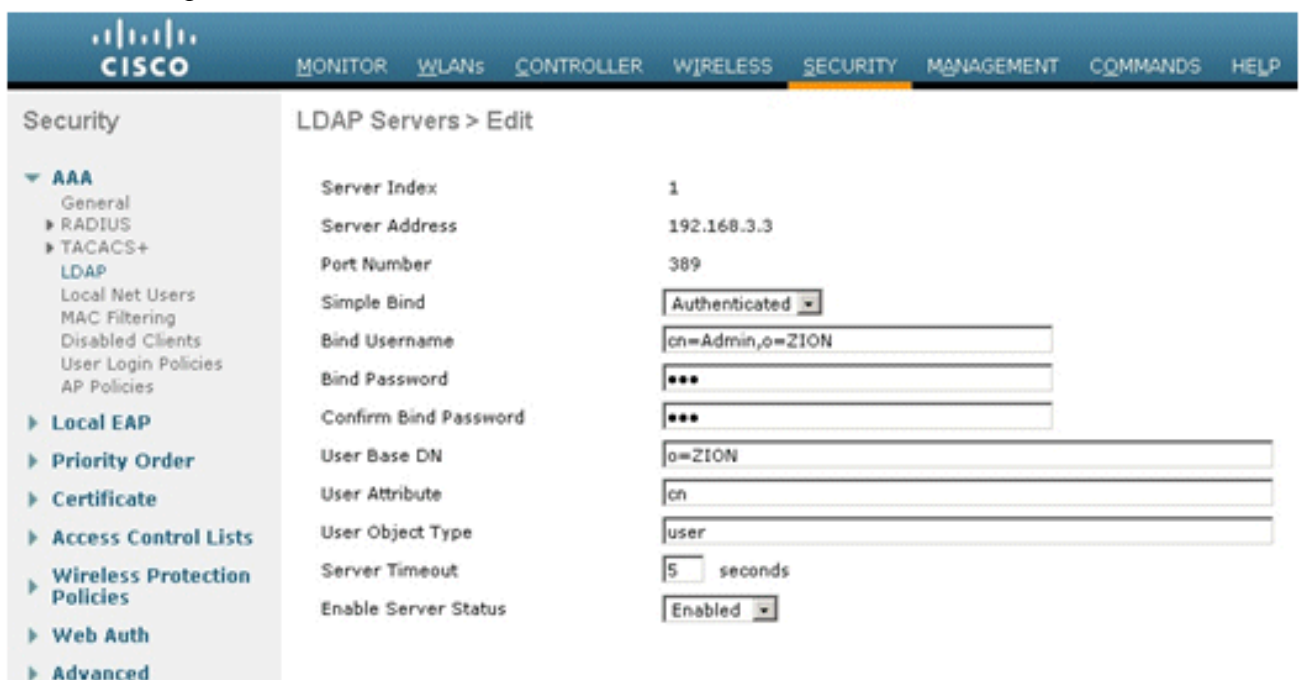 CISCO
MONITOR WLANs CONTROLLER WIRELESS SECURITY MANAGEMENT COMMANDS HELP
Security
AAA
General
RADIUS
TACACS+
LDAP
Local Net Users
MAC Filtering
Disabled Clients
User Login Policies
AP Policies
Local EAP
Priority Order
Certificate
Access Control Lists
Wireless Protection
Policies
Web Auth
Advanced
LDAP Servers > Edit
Server Index 1
Server Address 192.168.3.3
Port Number 389
Simple Bind Authenticated
Bind Username cn=Admin,o=ZION
Bind Password •••
Confirm Bind Password •••
User Base DN o=ZION
User Attribute cn
User Object Type user
Server Timeout 5 seconds
Enable Server Status Enabled